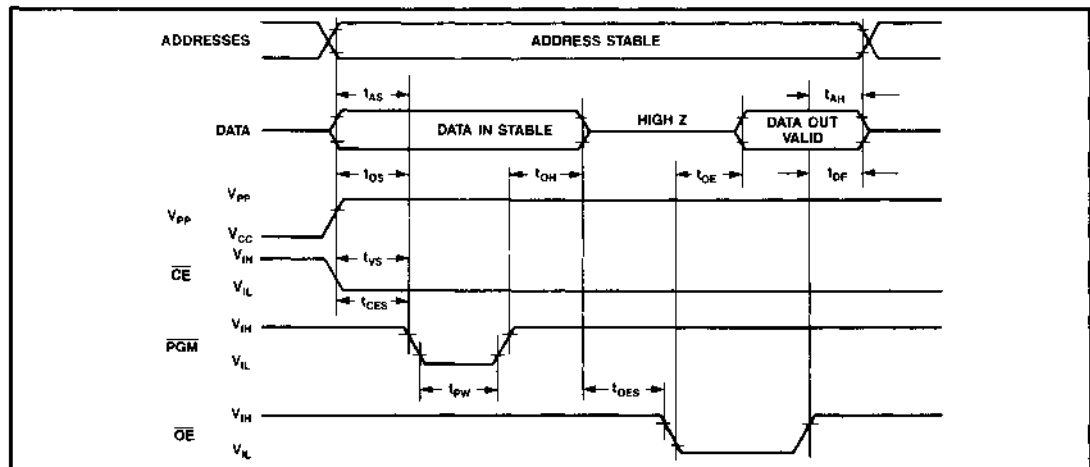 ADDRESSES
ADDRESS STABLE
tAS
tAH
DATA
DATA IN STABLE
HIGH Z
DATA OUT
VALID
tDS
tDH
tOE
tDF
VPP
VPP
VCC
tVS
CE
VIH
VIL
tCES
PGM
VIH
VIL
tPW
tOES
OE
VIH
VIL